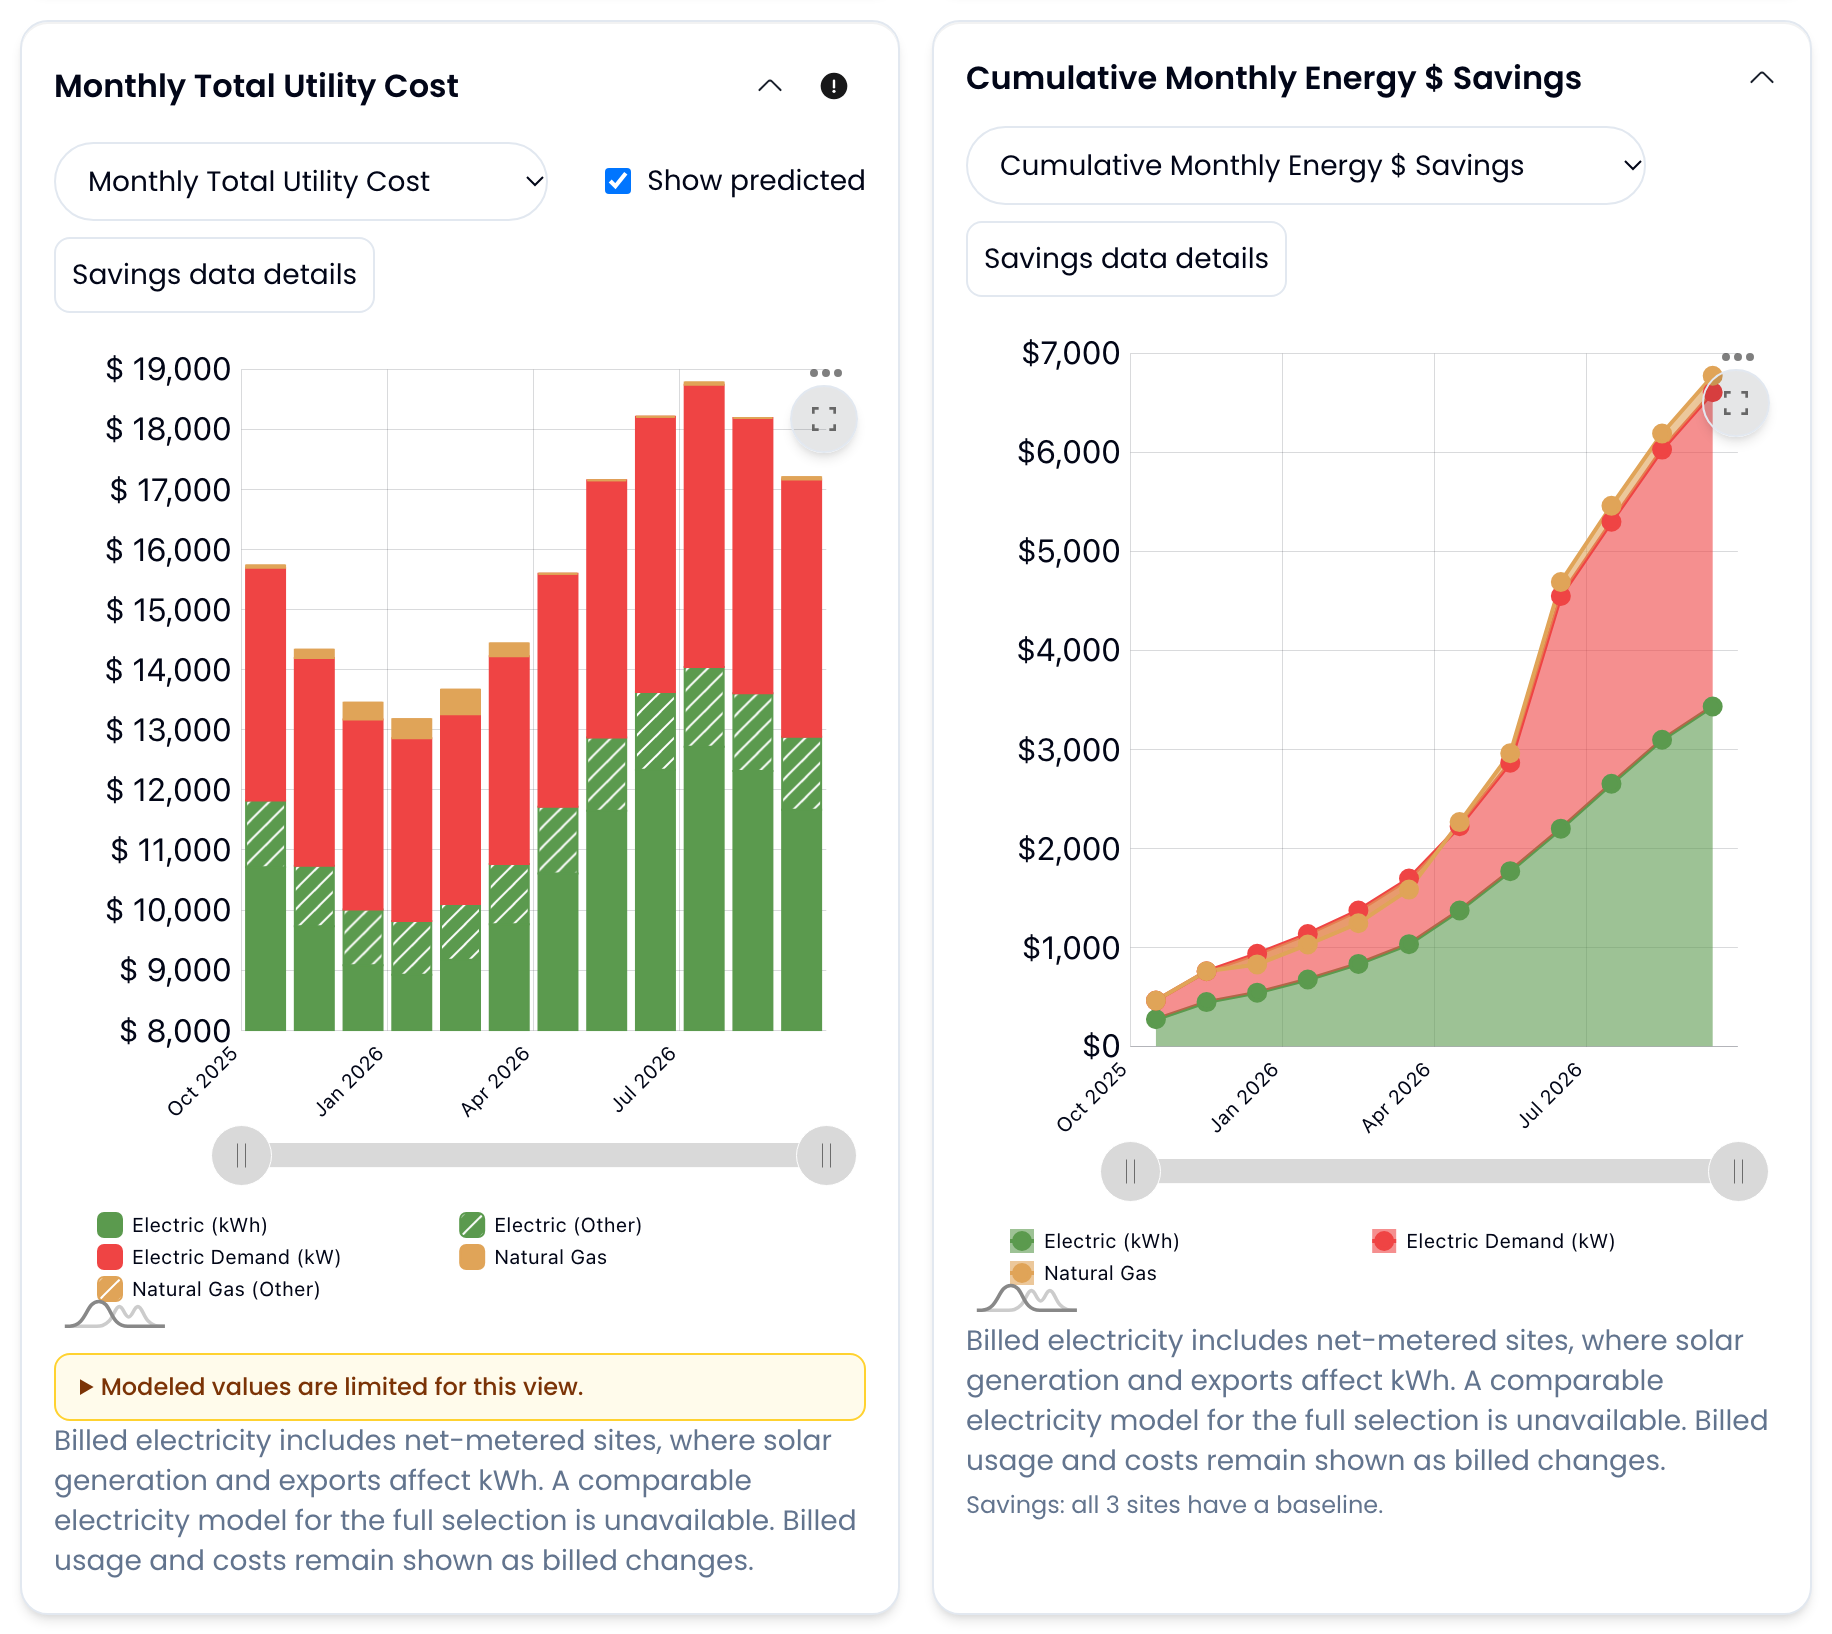 Monthly Total Utility Cost
Monthly Total Utility Cost
Show predicted
Savings data details
$ 19,000
$ 18,000
$ 17,000
$ 16,000
$ 15,000
$ 14,000
$ 13,000
$ 12,000
$ 11,000
$ 10,000
$ 9,000
$ 8,000
Oct 2025
Jan 2026
Apr 2026
Jul 2026
Electric (kWh)
Electric (Other)
Electric Demand (kW)
Natural Gas
Natural Gas (Other)
Modeled values are limited for this view.
Billed electricity includes net-metered sites, where solar
generation and exports affect kWh. A comparable
electricity model for the full selection is unavailable. Billed
usage and costs remain shown as billed changes.
Cumulative Monthly Energy $ Savings
Cumulative Monthly Energy $ Savings
Savings data details
$7,000
$6,000
$5,000
$4,000
$3,000
$2,000
$1,000
$0
Oct 2025
Jan 2026
Apr 2026
Jul 2026
Electric (kWh)
Electric Demand (kW)
Natural Gas
Billed electricity includes net-metered sites, where solar
generation and exports affect kWh. A comparable
electricity model for the full selection is unavailable. Billed
usage and costs remain shown as billed changes.
Savings: all 3 sites have a baseline.